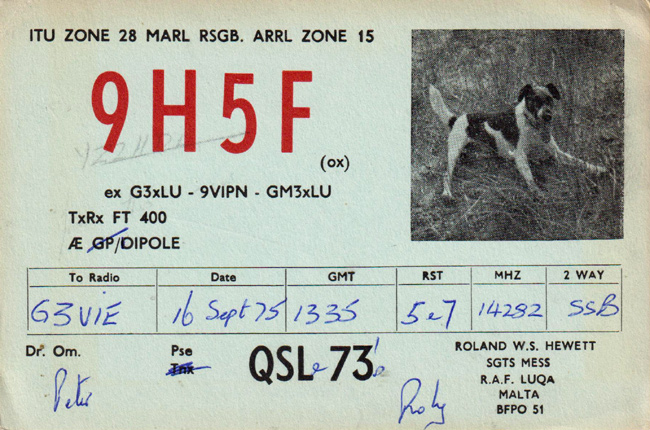 ITU ZONE 28 MARL RSGB. ARRL ZONE 15
9H5F
(ox)
ex G3xLU - 9VIPN - GM3xLU
TxRx FT 400
Æ GP/DIPOLE
To Radio Date GMT RST MHZ 2 WAY
G3VIE 16 Sept 75 1335 5e7 14282 SSB
Dr. Om. Pse QSL e 73's
Tnx
Peter
ROLAND W.S. HEWETT
SGTS MESS
R.A.F. LUQA
MALTA
BFPO 51